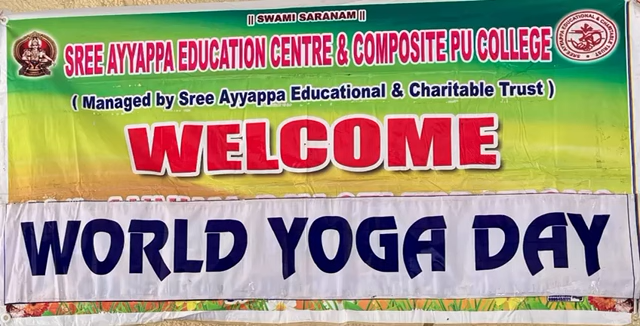 || SWAMI SARANAM ||
SREE AYYAPPA EDUCATION CENTRE & COMPOSITE PU COLLEGE
( Managed by Sree Ayyappa Educational & Charitable Trust )
WELCOME
WORLD YOGA DAY